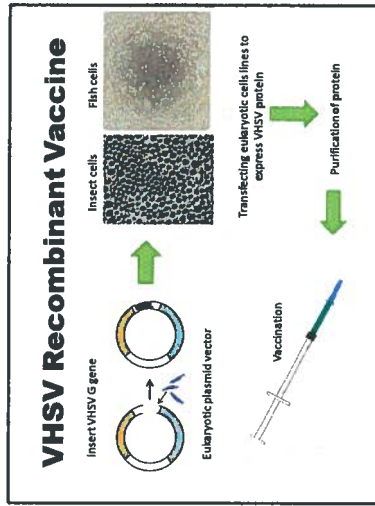 VHSV Recombinant Vaccine
Insert VHSV G gene
Eukaryotic plasmid vector
Insect cells
Fish cells
Transfecting eukaryotic cells lines to
express VHSV protein
Purification of protein
Vaccination